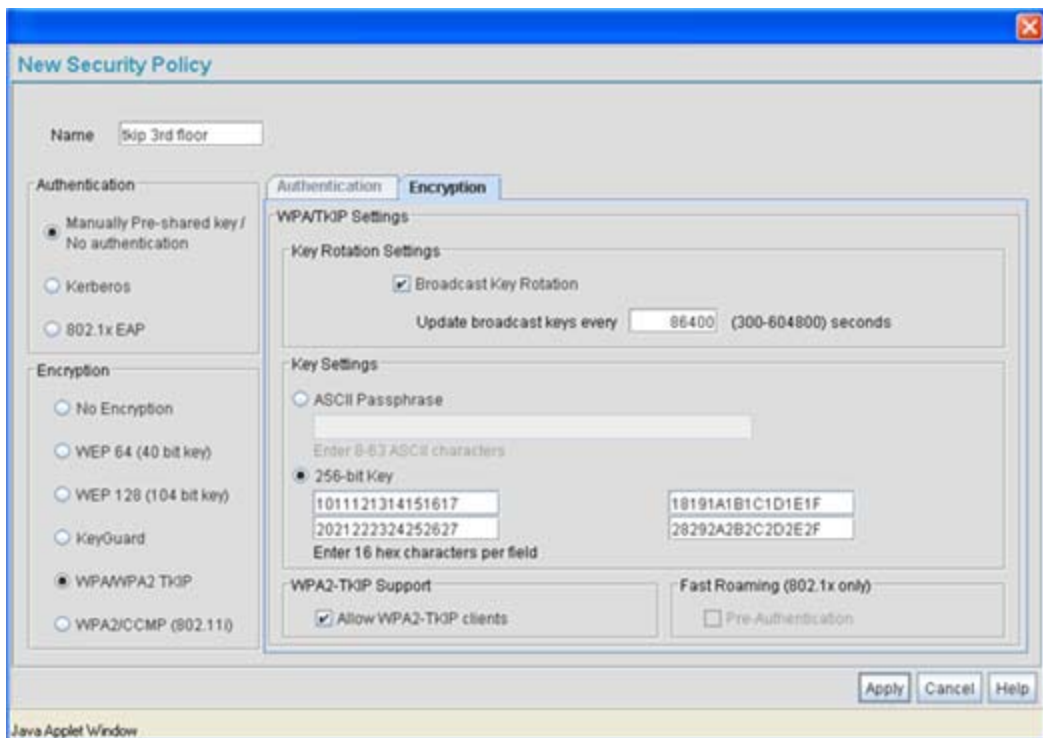 New Security Policy
Name tkip 3rd floor
Authentication
Manually Pre-shared key /
No authentication
Kerberos
802.1x EAP
Encryption
No Encryption
WEP 64 (40 bit key)
WEP 128 (104 bit key)
KeyGuard
WPA/WPA2 TKIP
WPA2/CCMP (802.11i)
Authentication Encryption
WPA/TKIP Settings
Key Rotation Settings
Broadcast Key Rotation
Update broadcast keys every 86400 (300-604800) seconds
Key Settings
ASCII Passphrase
Enter 8-63 ASCII characters
256-bit Key
1011121314151617 18191A1B1C1D1E1F
2021222324252627 28292A2B2C2D2E2F
Enter 16 hex characters per field
WPA2-TKIP Support
Allow WPA2-TKIP clients
Fast Roaming (802.1x only)
Pre-Authentication
Apply Cancel Help
Java Applet Window